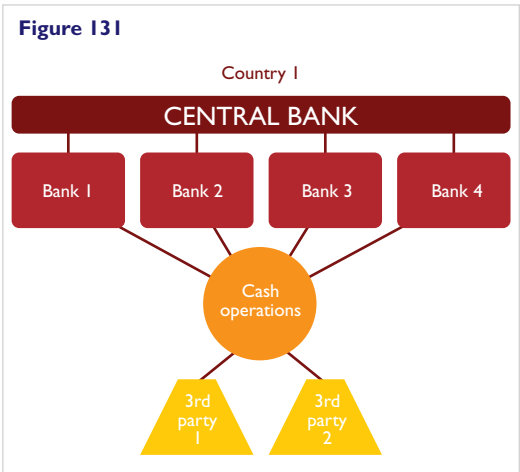 Figure 131
Country 1
CENTRAL BANK
Bank 1
Bank 2
Bank 3
Bank 4
Cash
operations
3rd
party
1
3rd
party
2